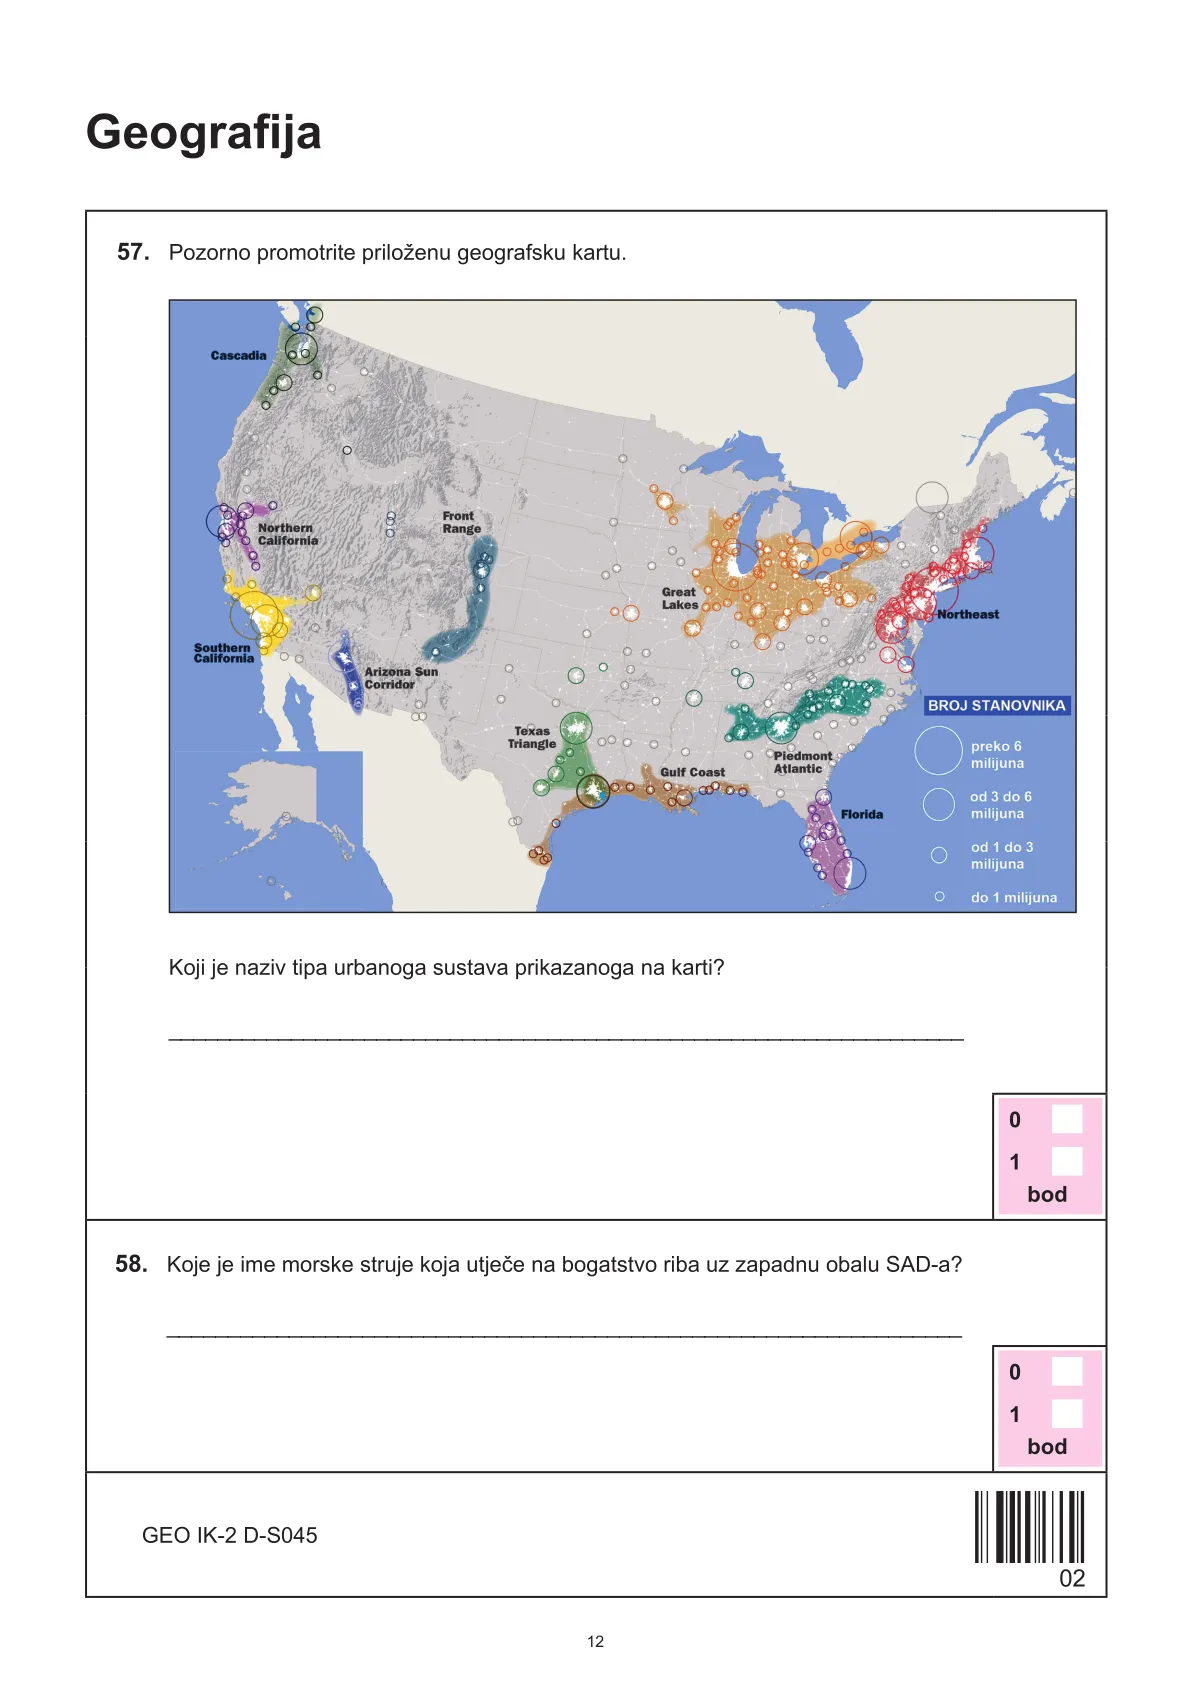 Geografija
57. Pozorno promotrite priloženu geografsku kartu.
Cascadia
Northern
California
Front
Range
Great
Lakes
Northeast
Southern
California
Arizona Sun
Corridor
Texas
Triangle
Gulf Coast
Piedmont
Atlantic
Florida
BROJ STANOVNIKA
preko 6
milijuna
od 3 do 6
milijuna
od 1 do 3
milijuna
do 1 milijuna
Koji je naziv tipa urbanoga sustava prikazanoga na karti?
0
1
bod
58. Koje je ime morske struje koja utječe na bogatstvo riba uz zapadnu obalu SAD-a?
0
1
bod
GEO IK-2 D-S045
02
12